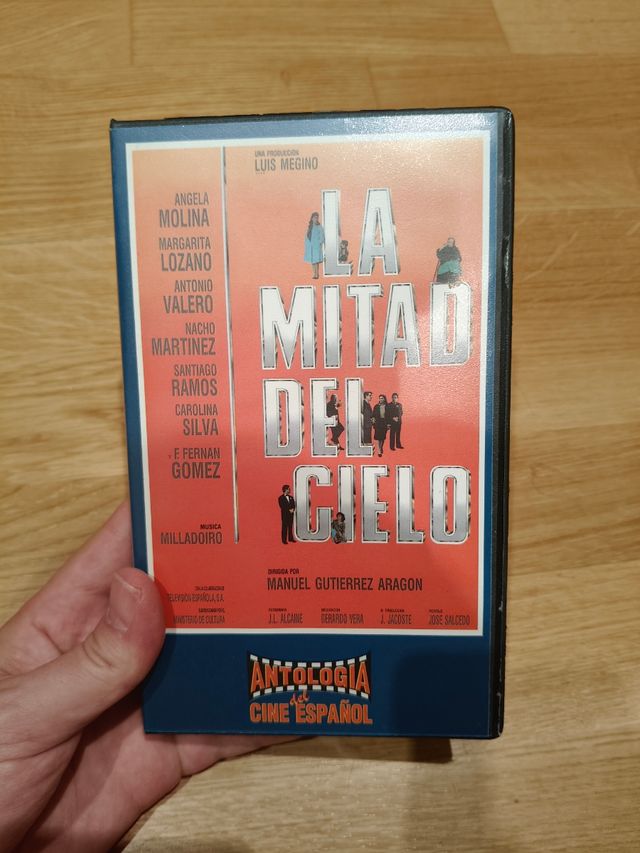 UNA PRODUCCION
LUIS MEGINO
ANGELA
MOLINA
MARGARITA
LOZANO
ANTONIO
VALERO
NACHO
MARTINEZ
SANTIAGO
RAMOS
CAROLINA
SILVA
Y F. FERNAN
GOMEZ
MUSICA
MILLADOIRO
LA
MITAD
DEL
CIELO
DIRIGIDA POR
MANUEL GUTIERREZ ARAGON
TELEVISIÓN ESPAÑOLA, S.A.
MINISTERIO DE CULTURA
J.L. ALCAINE
GERARDO VERA
J. JACOSTE
JOSE SALCEDO
ANTOLOGIA
del
CINE ESPAÑOL